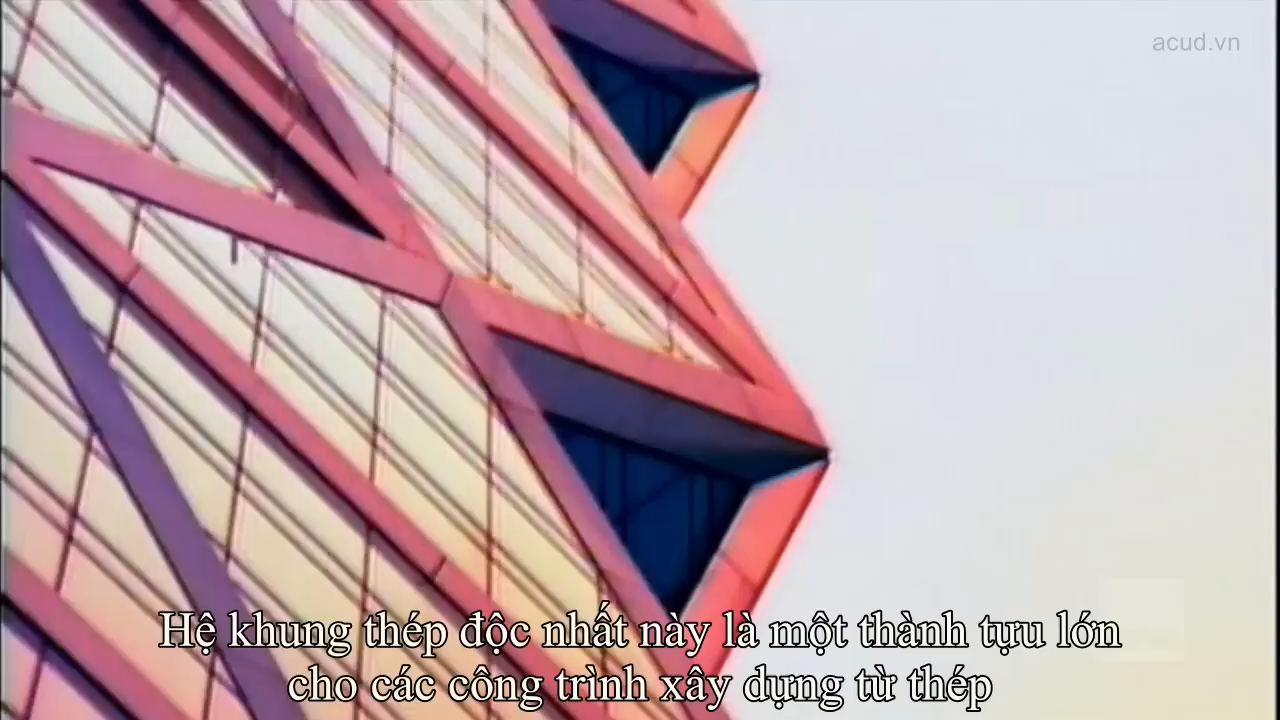 acud.vn
Hệ khung thép độc nhất này là một thành tựu lớn
cho các công trình xây dựng từ thép